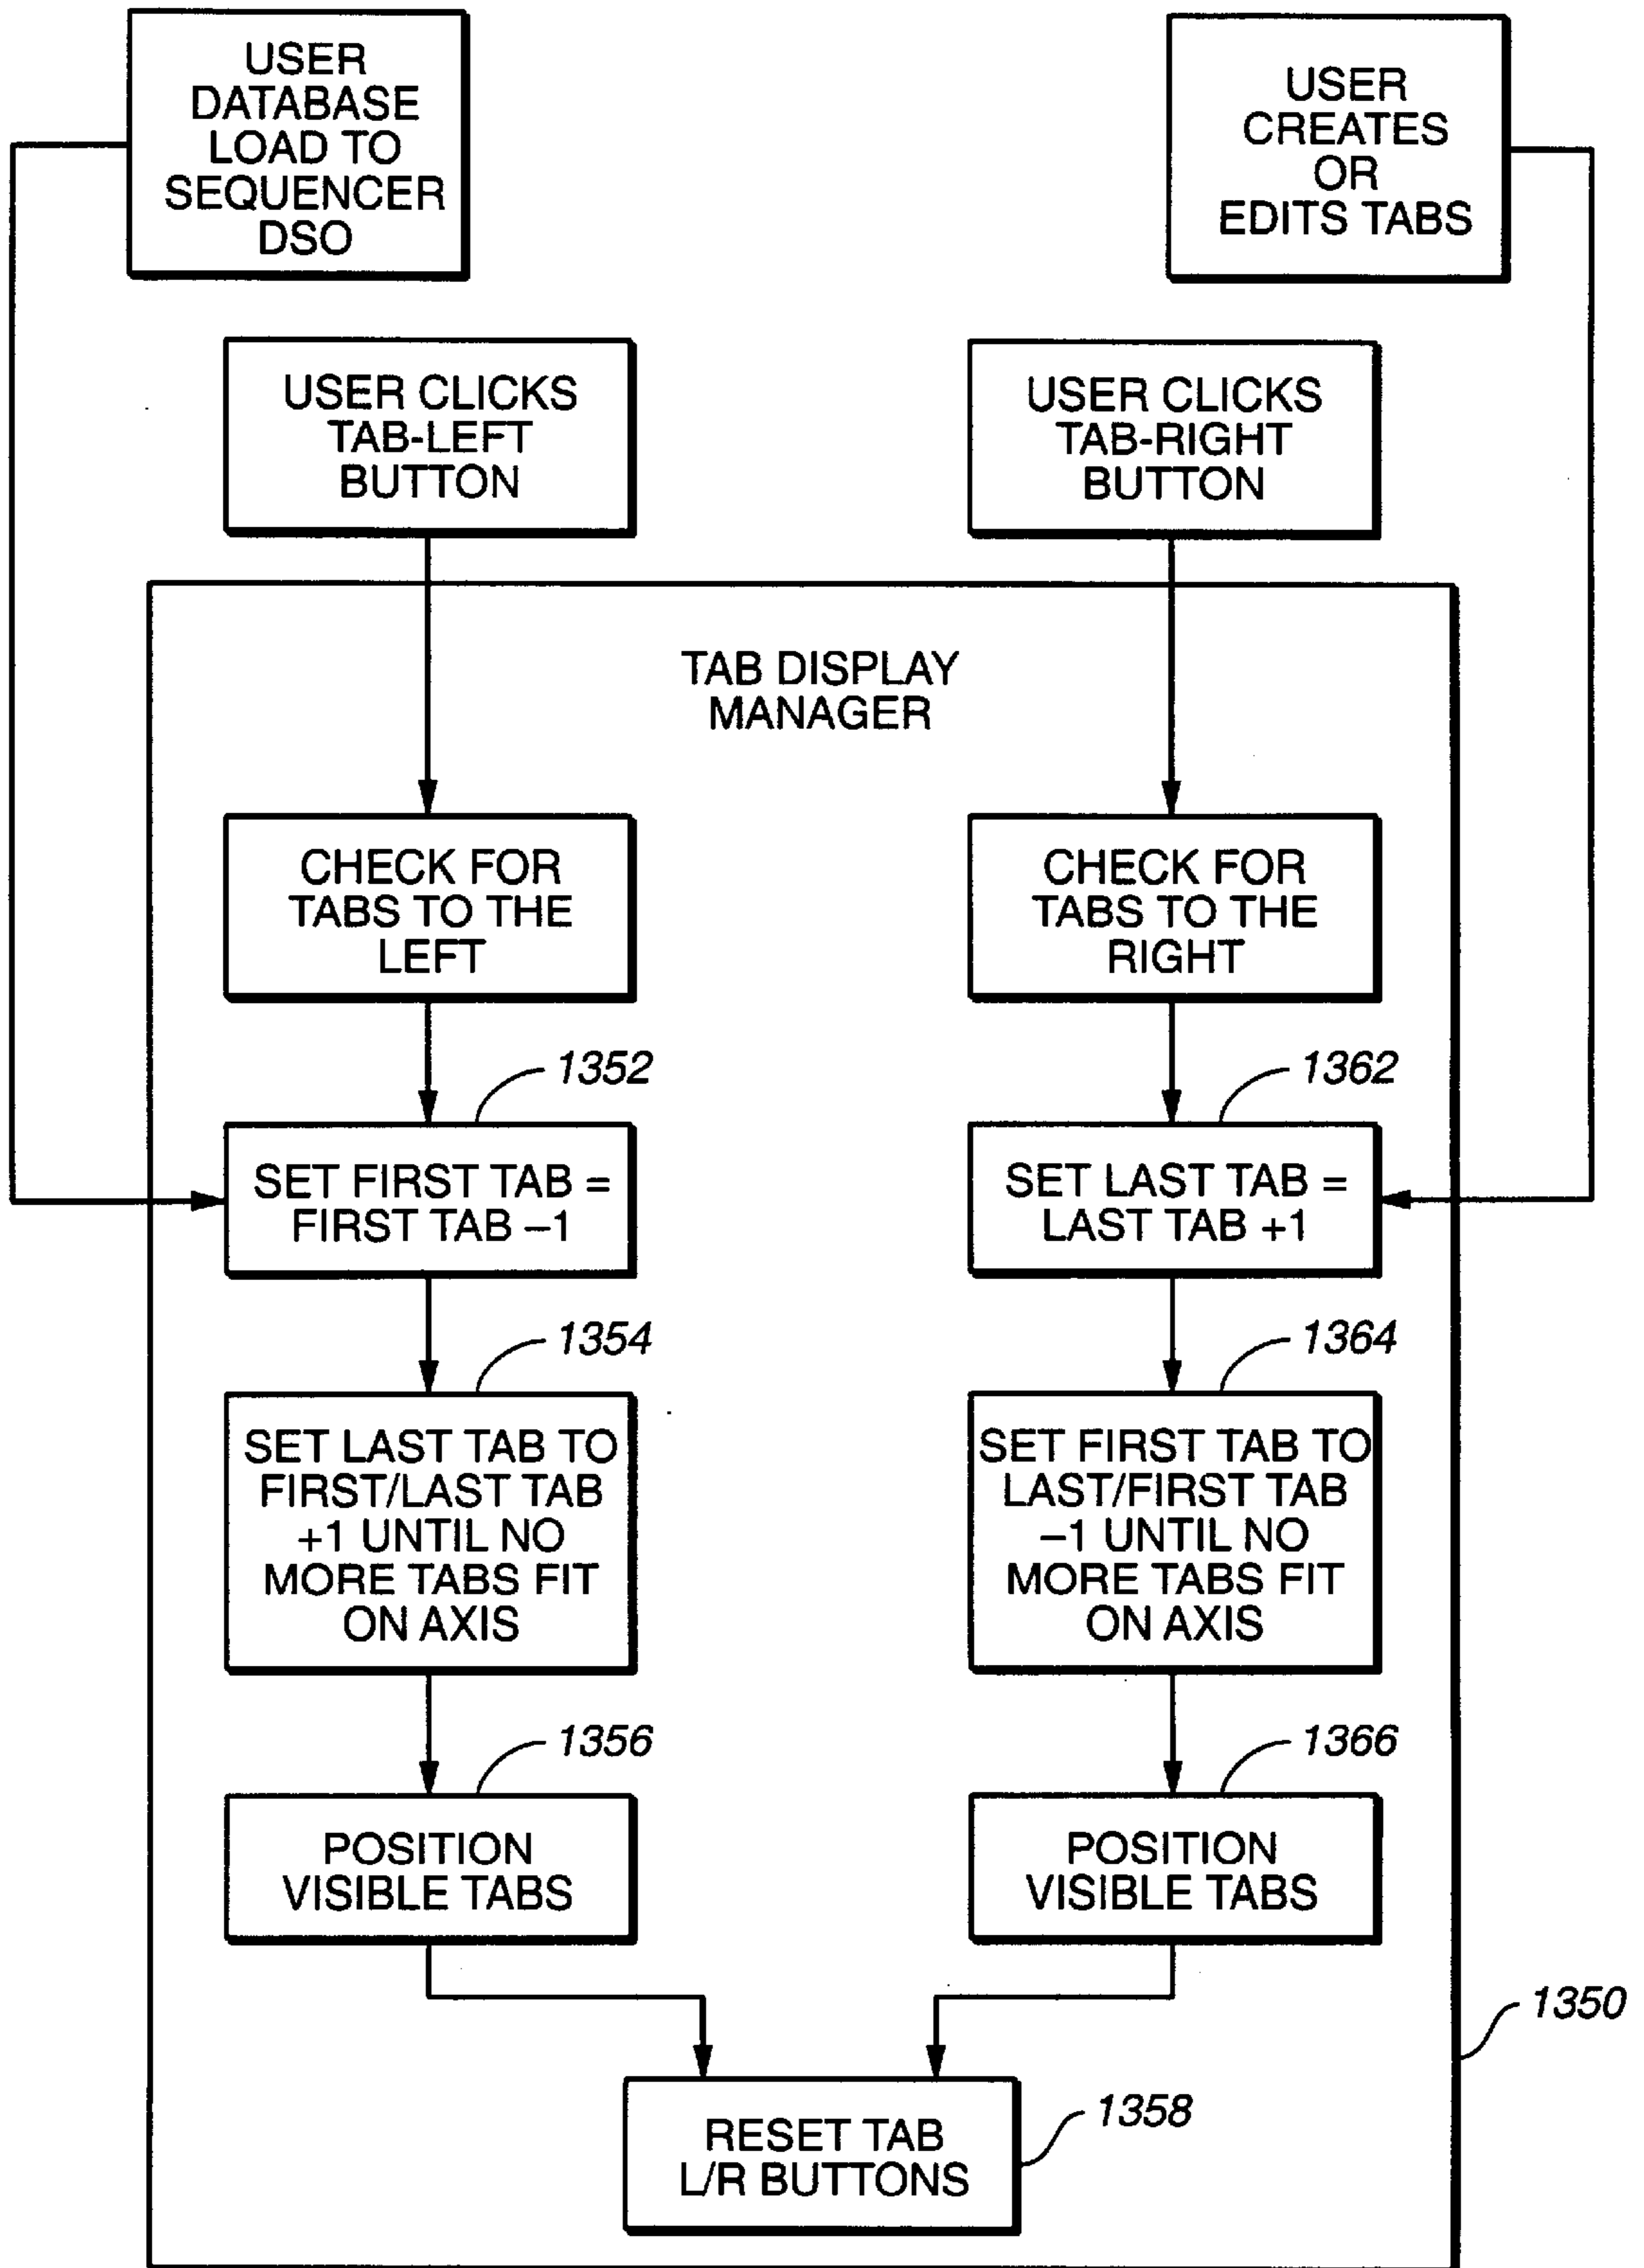 USER
DATABASE
LOAD TO
SEQUENCER
DSO
USER
CREATES
OR
EDITS TABS
USER CLICKS
TAB-LEFT
BUTTON
USER CLICKS
TAB-RIGHT
BUTTON
TAB DISPLAY
MANAGER
CHECK FOR
TABS TO THE
LEFT
CHECK FOR
TABS TO THE
RIGHT
1352
SET FIRST TAB =
FIRST TAB –1
1362
SET LAST TAB =
LAST TAB +1
1354
SET LAST TAB TO
FIRST/LAST TAB
+1 UNTIL NO
MORE TABS FIT
ON AXIS
1364
SET FIRST TAB TO
LAST/FIRST TAB
–1 UNTIL NO
MORE TABS FIT
ON AXIS
1356
POSITION
VISIBLE TABS
1366
POSITION
VISIBLE TABS
1350
1358
RESET TAB
L/R BUTTONS